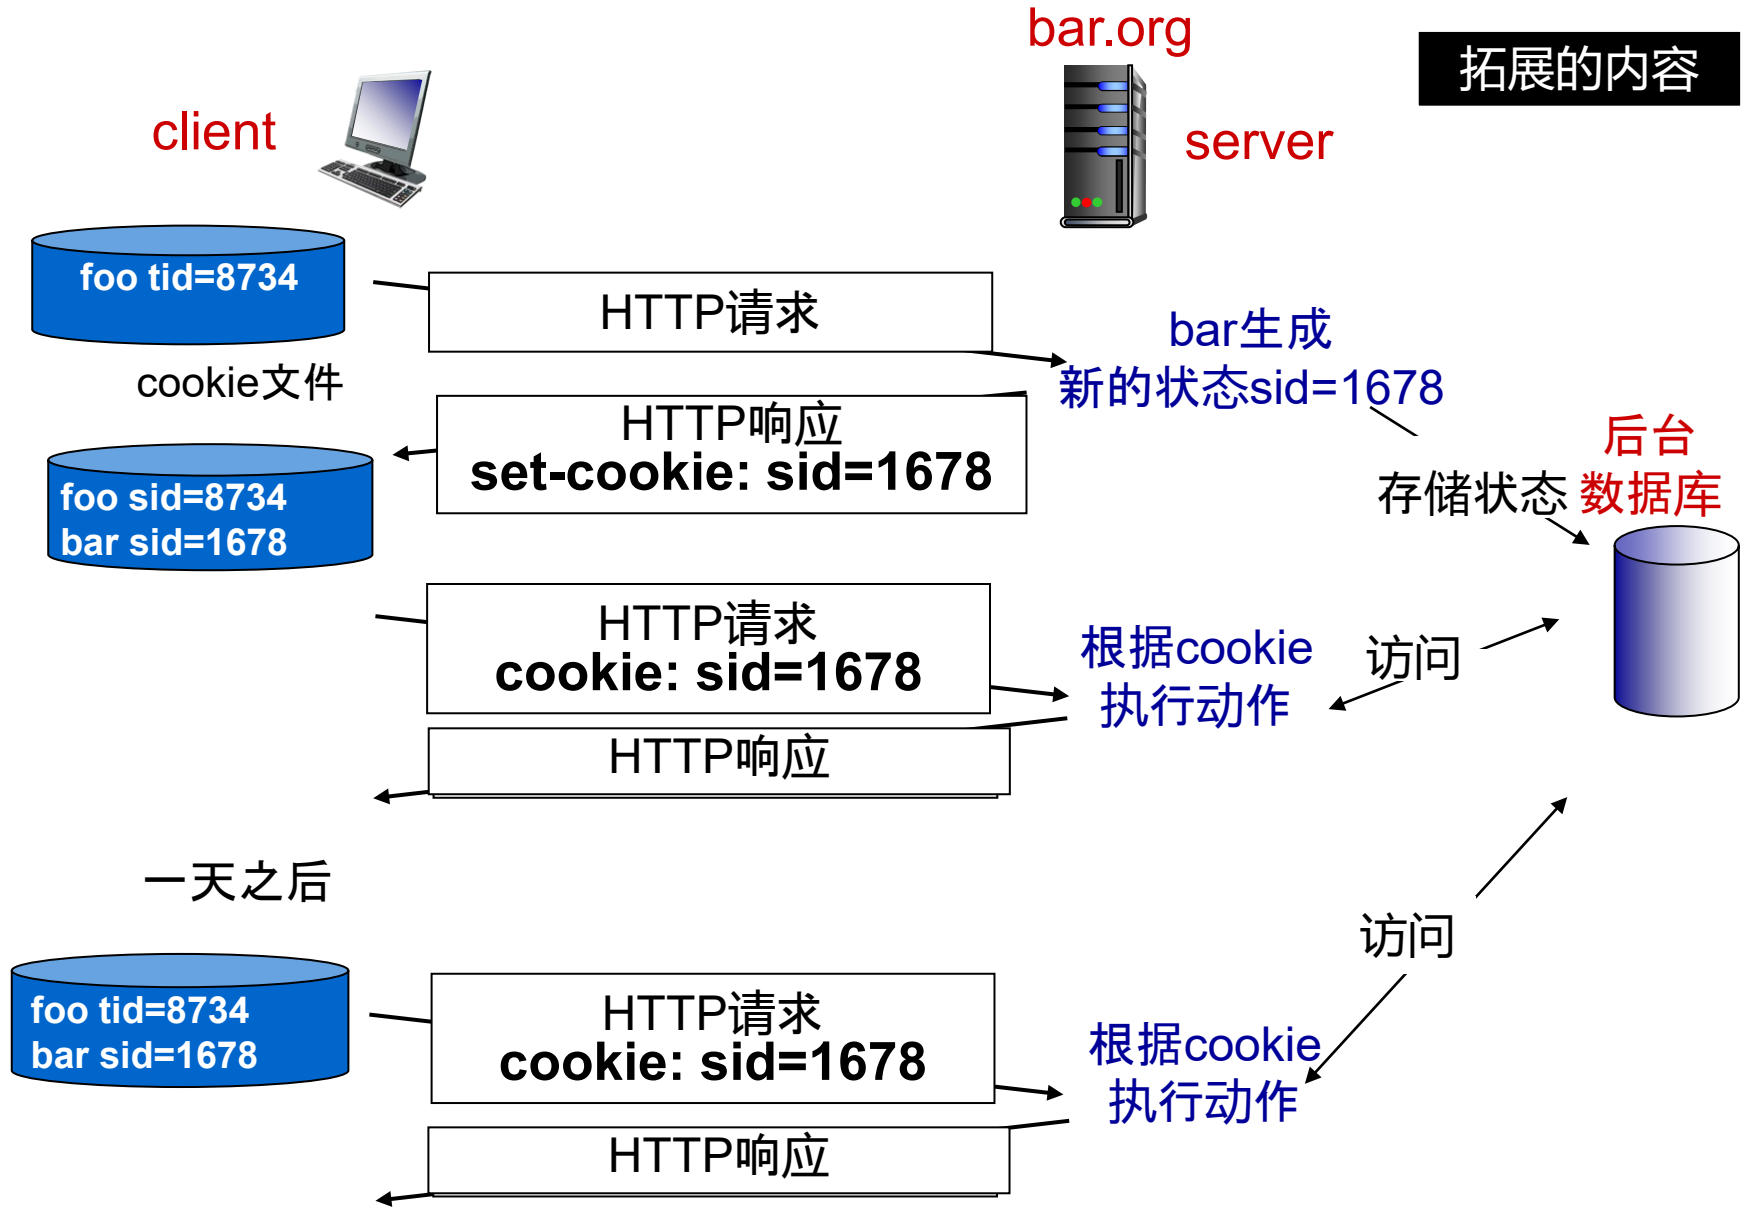 bar.org
拓展的内容
client
server
foo tid=8734
HTTP请求
bar生成
新的状态sid=1678
cookie文件
HTTP响应
set-cookie: sid=1678
后台
数据库
存储状态
foo sid=8734
bar sid=1678
HTTP请求
cookie: sid=1678
根据cookie
执行动作
访问
HTTP响应
一天之后
访问
foo tid=8734
bar sid=1678
HTTP请求
cookie: sid=1678
根据cookie
执行动作
HTTP响应